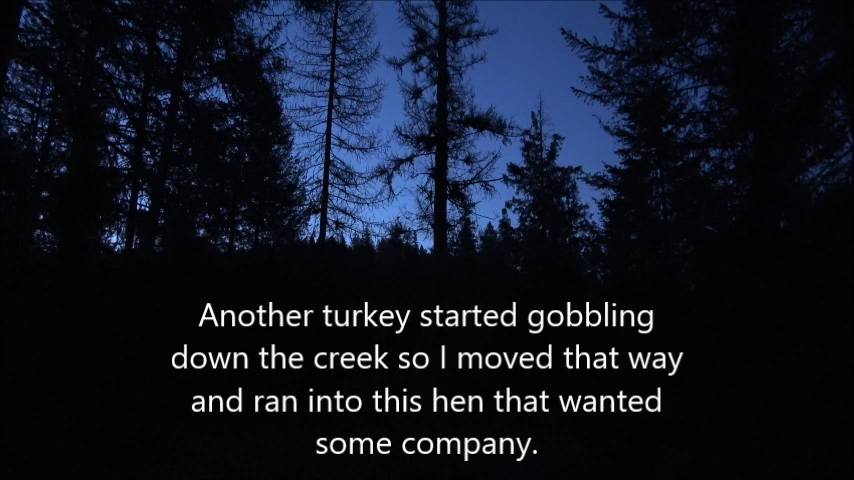 Another turkey started gobbling
down the creek so I moved that way
and ran into this hen that wanted
some company.